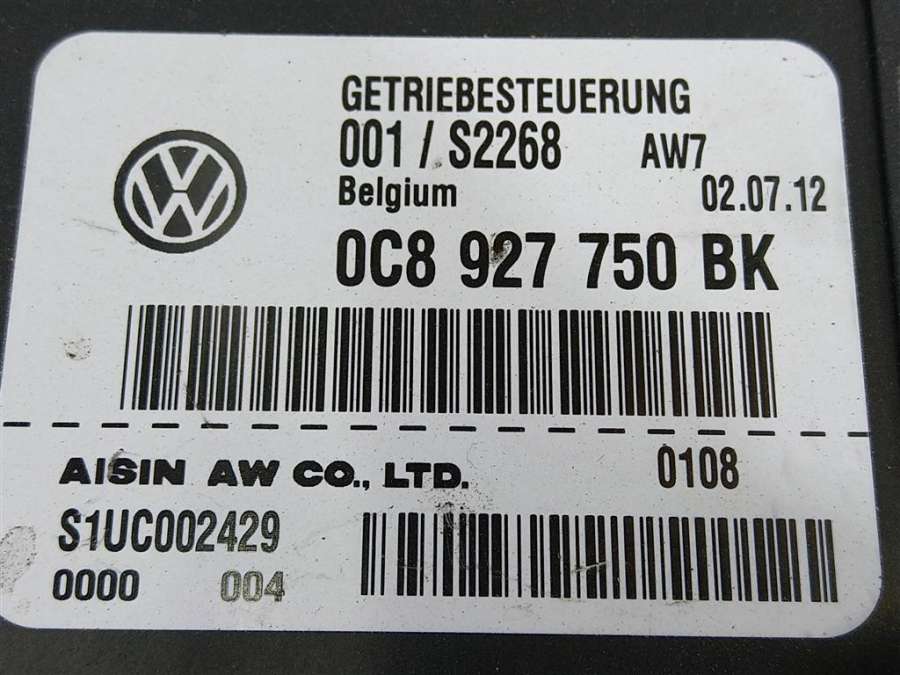 GETRIEBESTEUERUNG
001 / S2268 AW7
Belgium 02.07.12
0C8 927 750 BK
AISIN AW CO., LTD. 0108
S1UC002429
0000 004